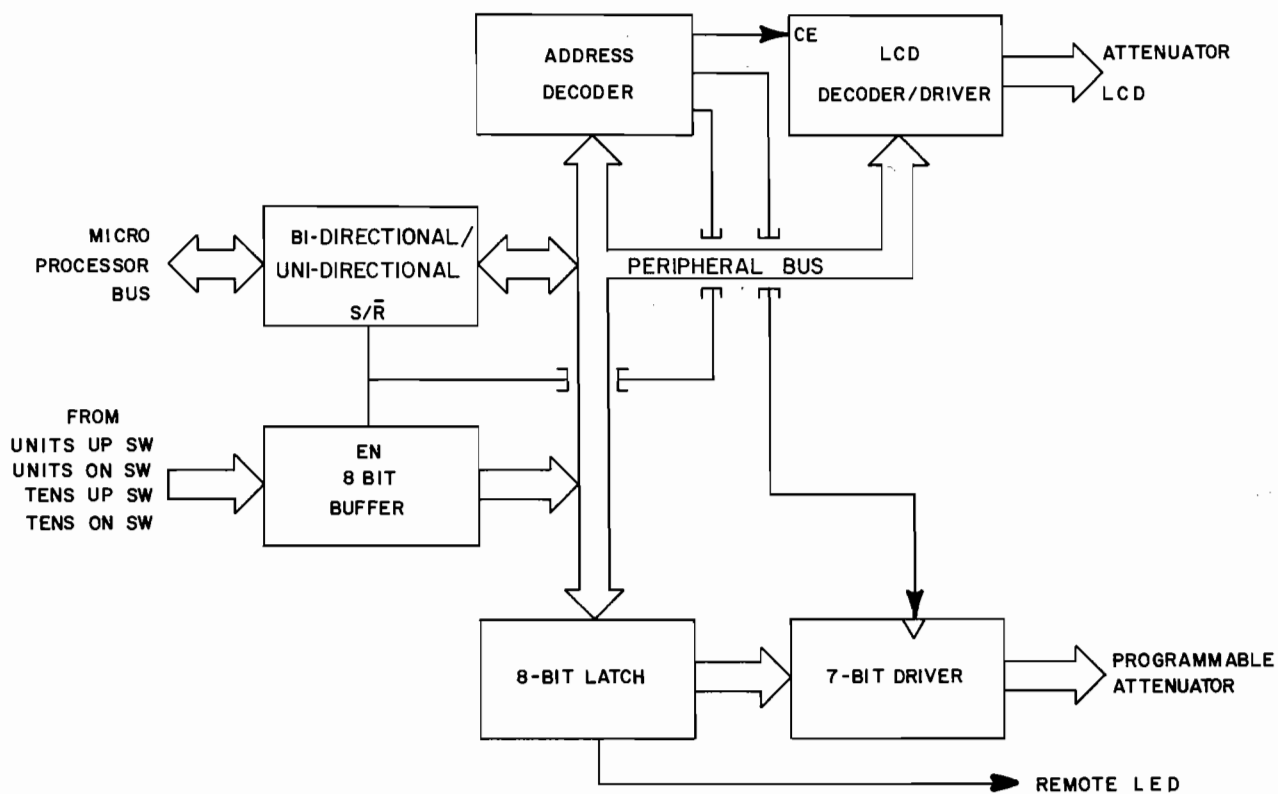 ADDRESS
DECODER
CE
LCD
DECODER/DRIVER
ATTENUATOR
LCD
MICRO
PROCESSOR
BUS
BI-DIRECTIONAL/
UNI-DIRECTIONAL
S/R̅
PERIPHERAL BUS
FROM
UNITS UP SW
UNITS ON SW
TENS UP SW
TENS ON SW
EN
8 BIT
BUFFER
8-BIT LATCH
7-BIT DRIVER
PROGRAMMABLE
ATTENUATOR
REMOTE LED